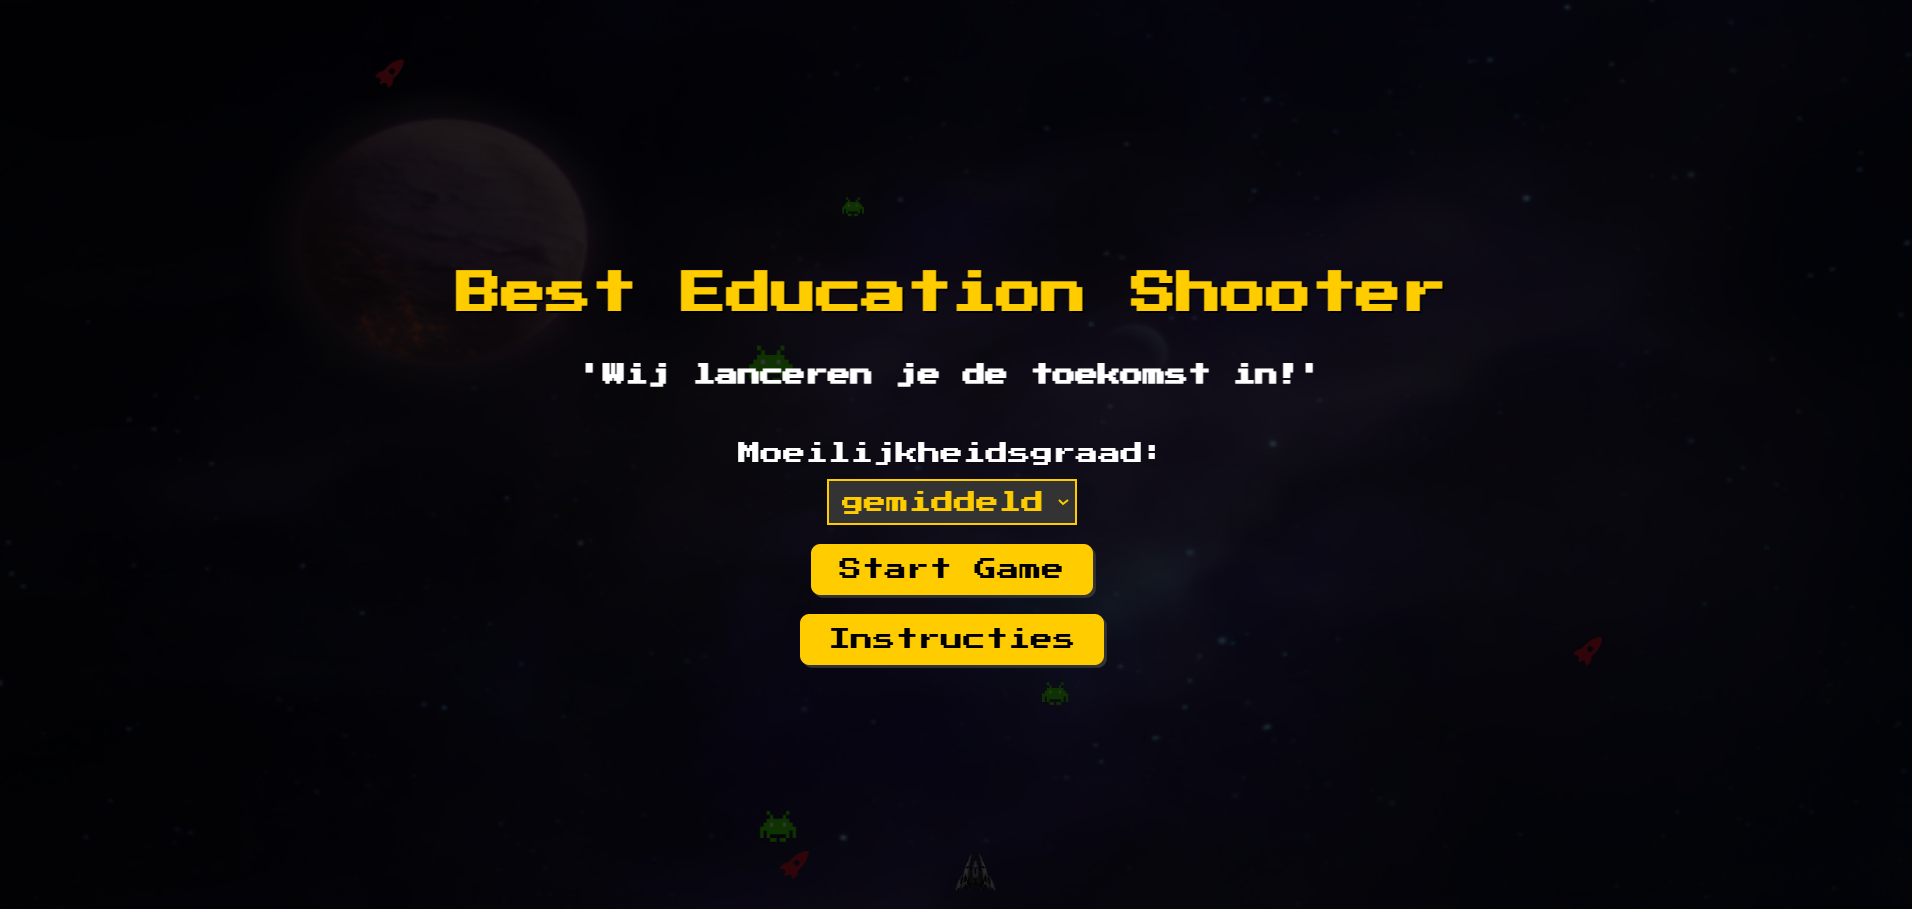 Best Education Shooter
'Wij lanceren je de toekomst in!'
Moeilijkheidsgraad:
gemiddeld
Start Game
Instructies